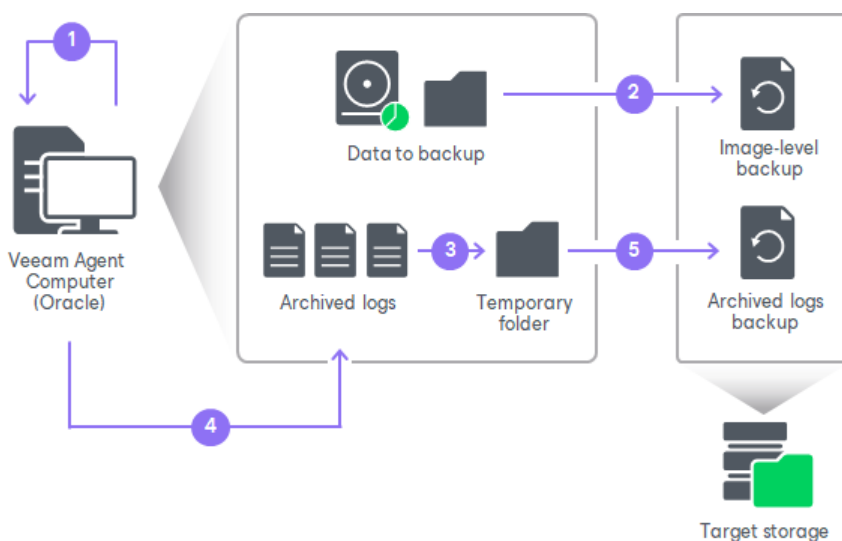 1
2
Data to backup
Image-level
backup
Veeam Agent
Computer
(Oracle)
3
5
Archived logs
Temporary
folder
Archived logs
backup
4
Target storage